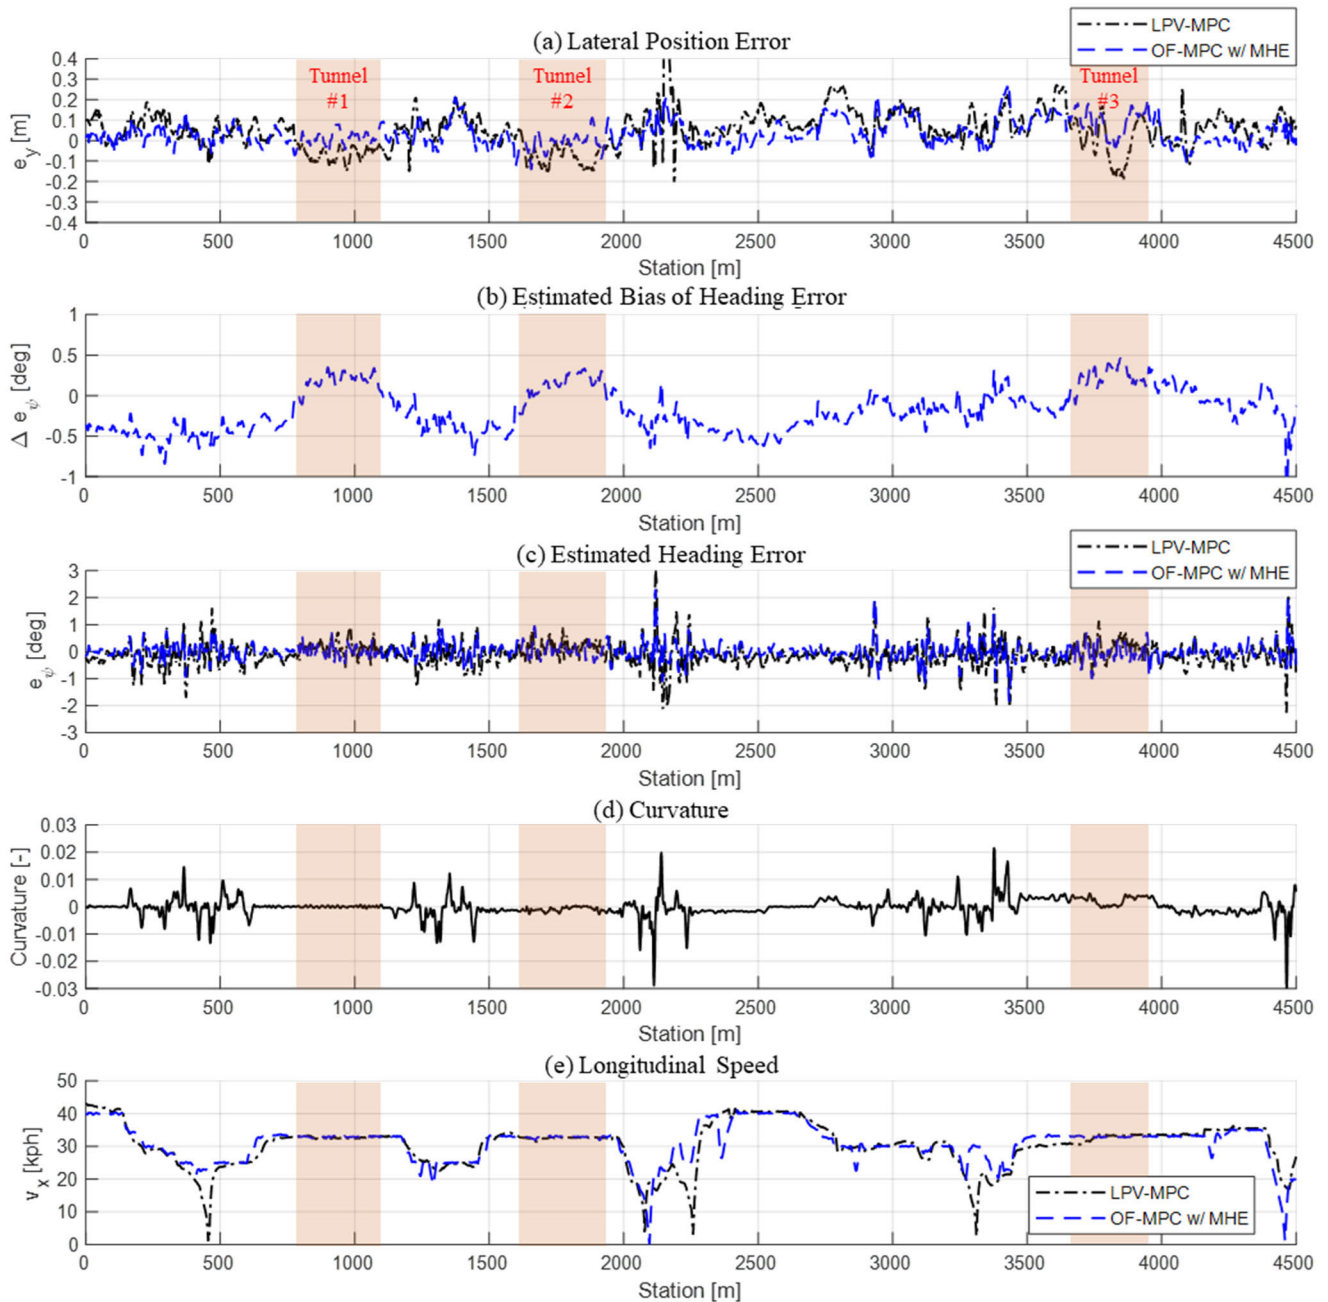 (a) Lateral Position Error
LPV-MPC
OF-MPC w/ MHE
0.4
0.3
0.2
0.1
0
-0.1
-0.2
0.3
0.4
e_y [m]
Tunnel
#1
Tunnel
#2
Tunnel
#3
0 500 1000 1500 2000 2500 3000 3500 4000 4500
Station [m]
(b) Estimated Bias of Heading Error
1
0.5
0
-0.5
-1
Δ e_ψ [deg]
0 500 1000 1500 2000 2500 3000 3500 4000 4500
Station [m]
(c) Estimated Heading Error
LPV-MPC
OF-MPC w/ MHE
3
2
1
0
-1
-2
-3
e_ψ [deg]
0 500 1000 1500 2000 2500 3000 3500 4000 4500
Station [m]
(d) Curvature
0.03
0.02
0.01
0
-0.01
-0.02
-0.03
Curvature [-]
0 500 1000 1500 2000 2500 3000 3500 4000 4500
Station [m]
(e) Longitudinal Speed
50
40
30
20
10
0
v_x [kph]
LPV-MPC
OF-MPC w/ MHE
0 500 1000 1500 2000 2500 3000 3500 4000 4500
Station [m]